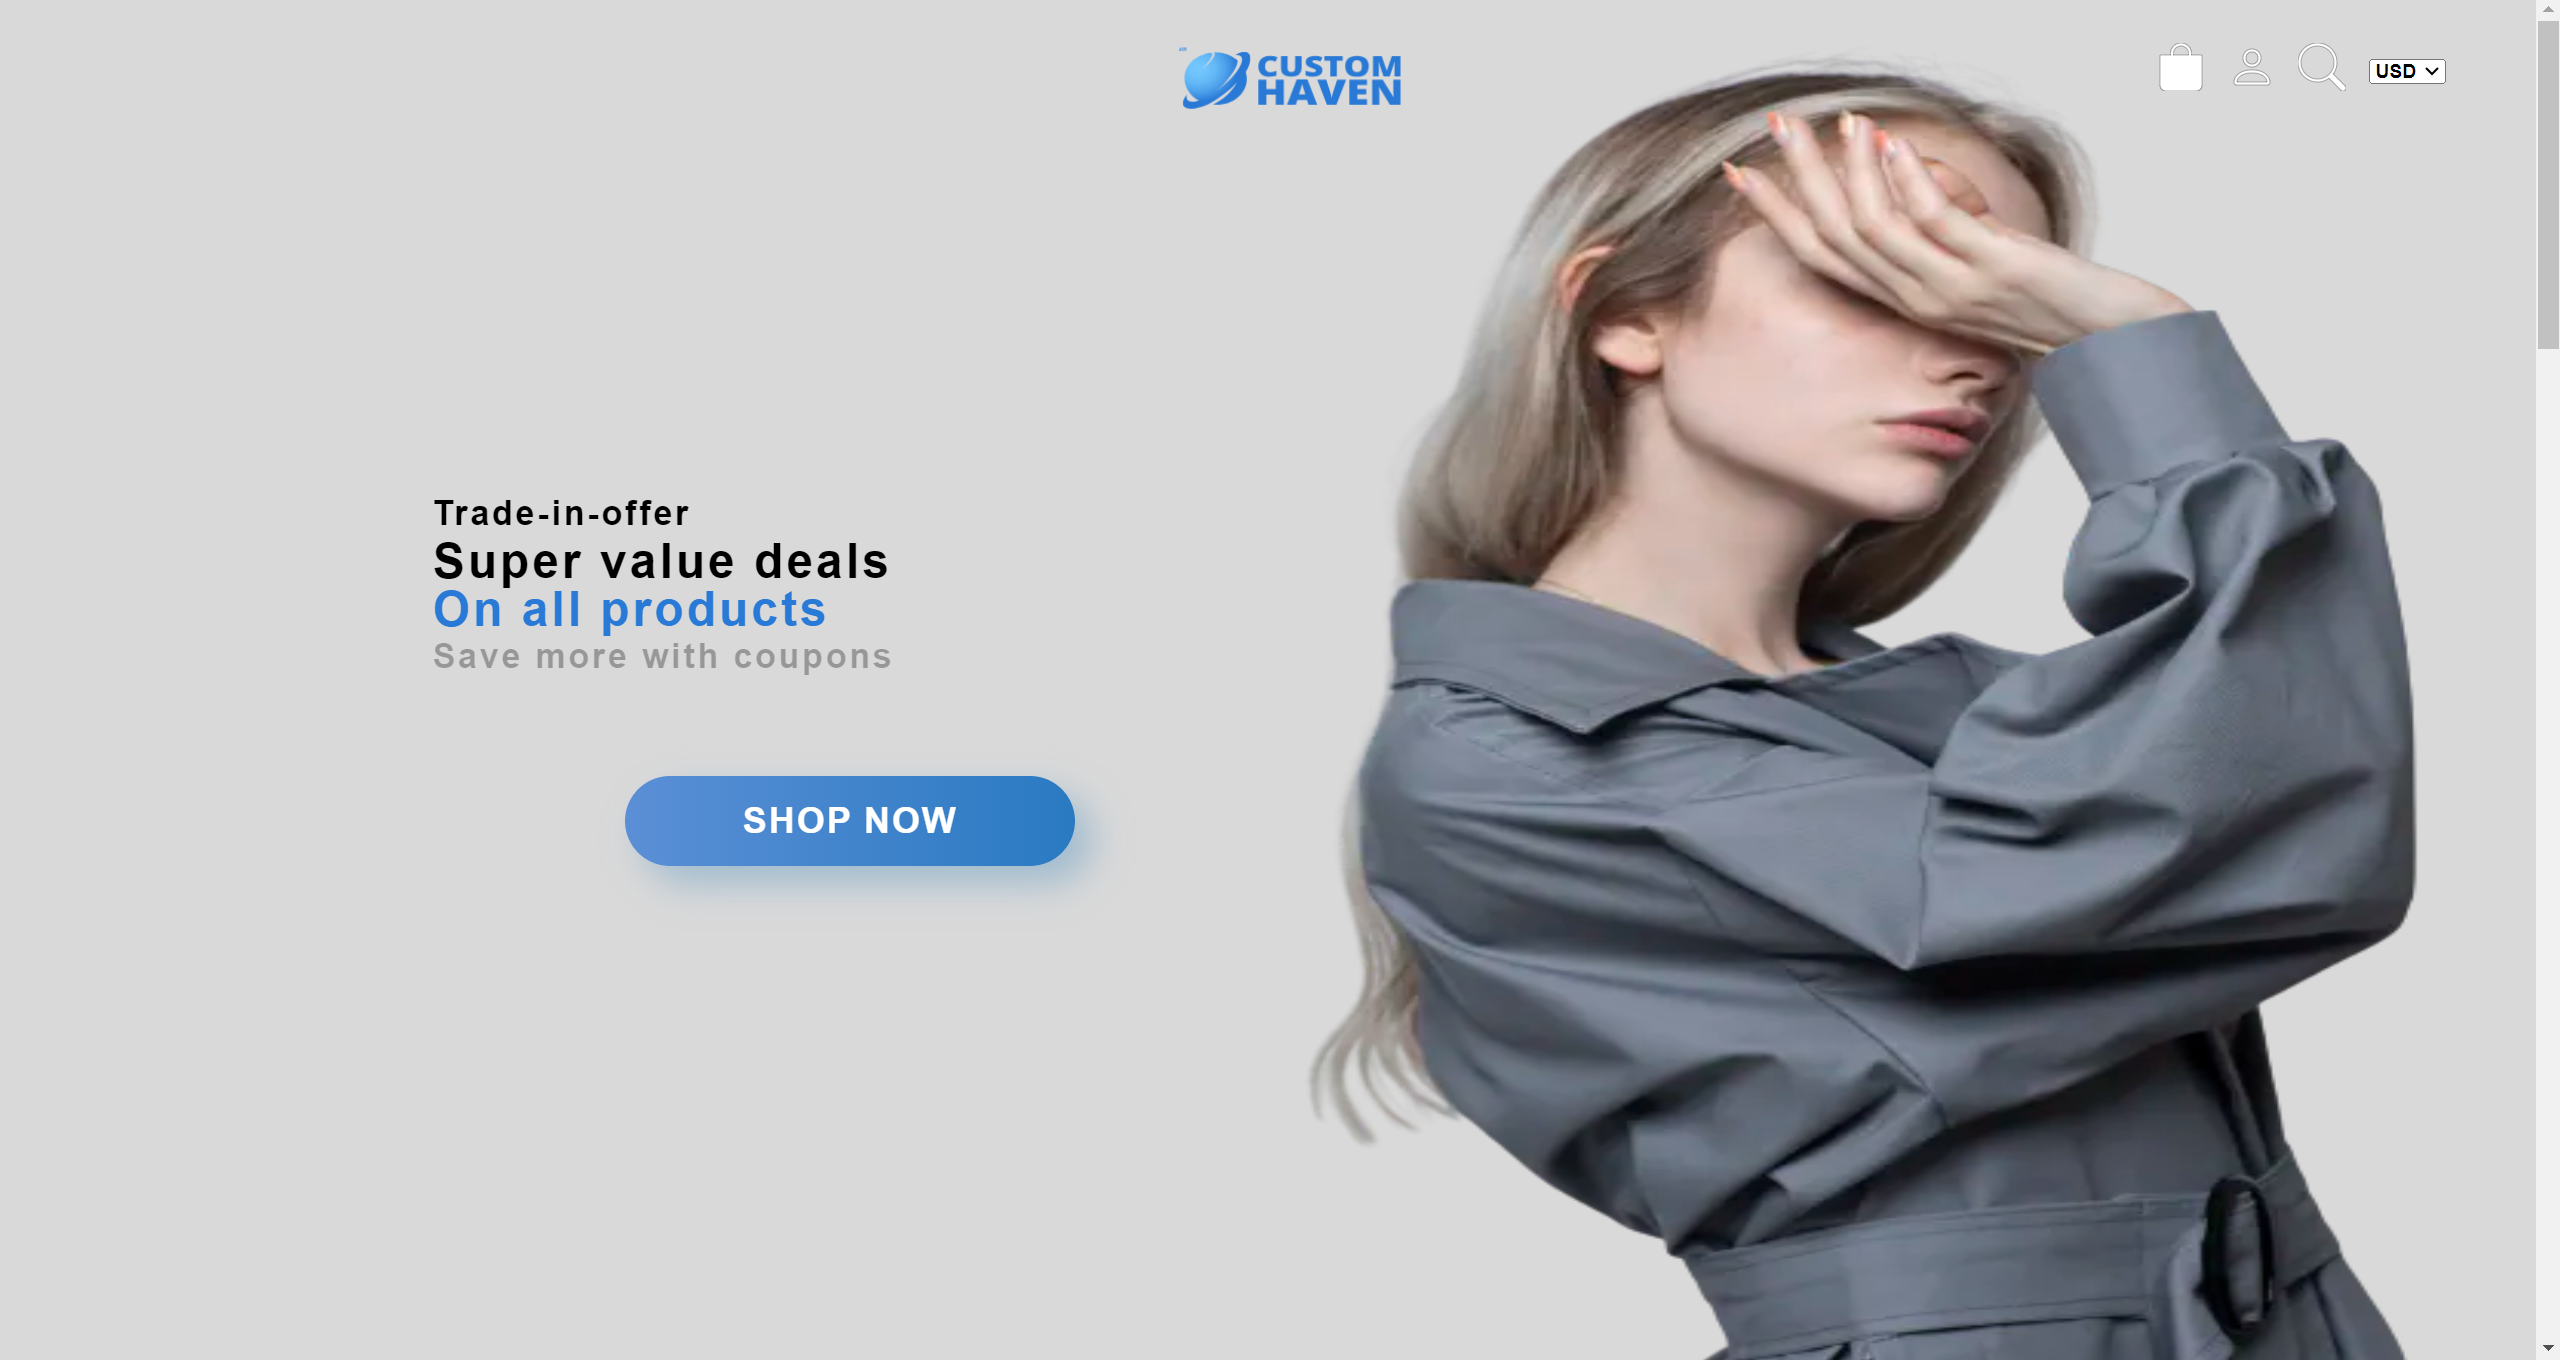 CUSTOM
HAVEN
USD
Trade-in-offer
Super value deals
On all products
Save more with coupons
SHOP NOW